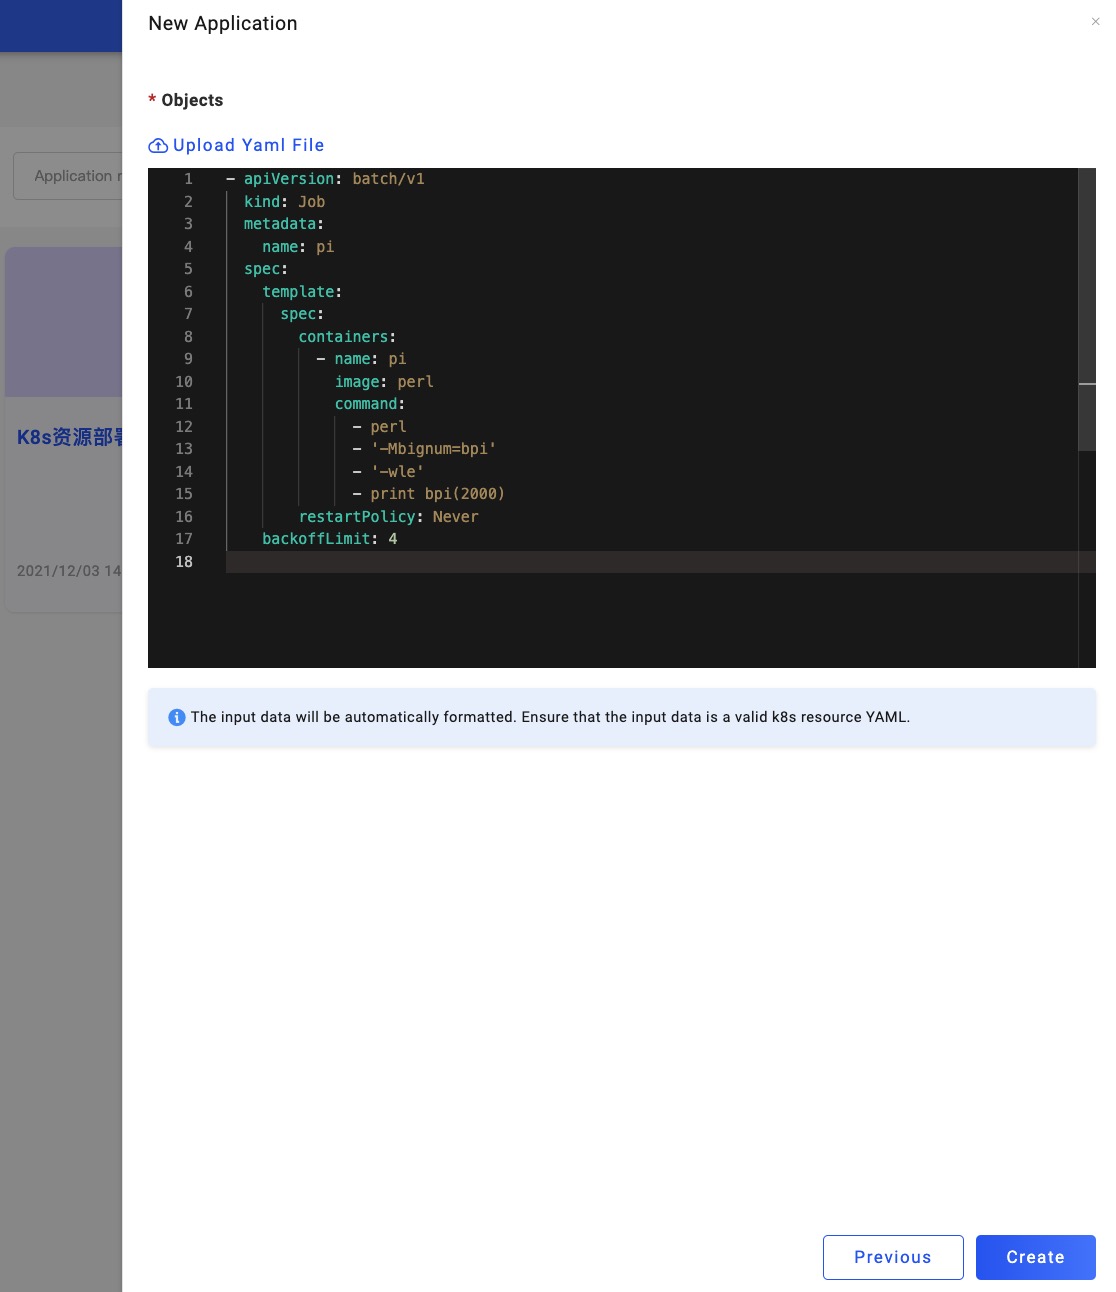 New Application
* Objects
Upload Yaml File
Application
1 - apiVersion: batch/v1
2 kind: Job
3 metadata:
4 name: pi
5 spec:
6 template:
7 spec:
8 containers:
9 - name: pi
10 image: perl
11 command:
12 - perl
13 - '-Mbignum=bpi'
14 - '-wle'
15 - print bpi(2000)
16 restartPolicy: Never
17 backoffLimit: 4
18
K8s资源部
2021/12/03 14
The input data will be automatically formatted. Ensure that the input data is a valid k8s resource YAML.
Previous
Create